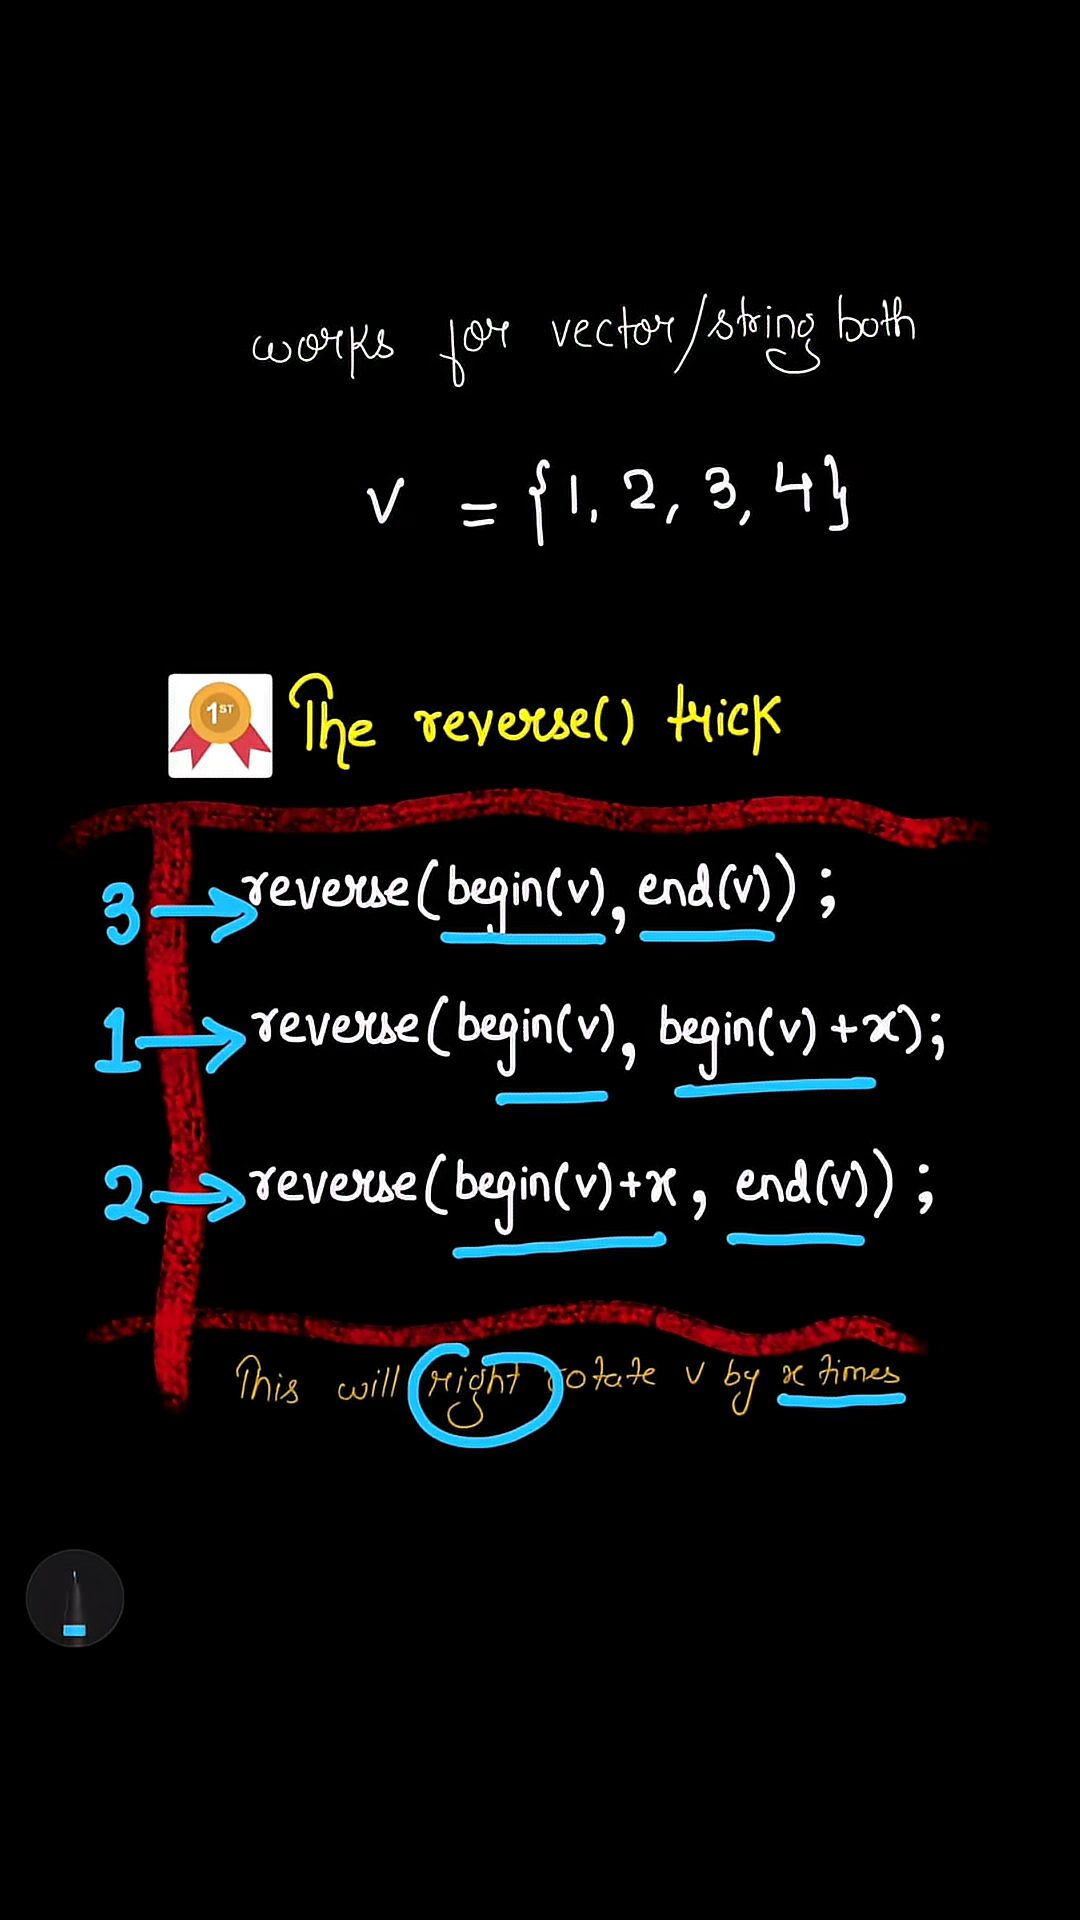 works for vector/string both
v = {1, 2, 3, 4}
1ST The reverse() trick
3 → reverse(begin(v), end(v));
1 → reverse(begin(v), begin(v)+x);
2 → reverse(begin(v)+x, end(v));
This will right rotate v by x times